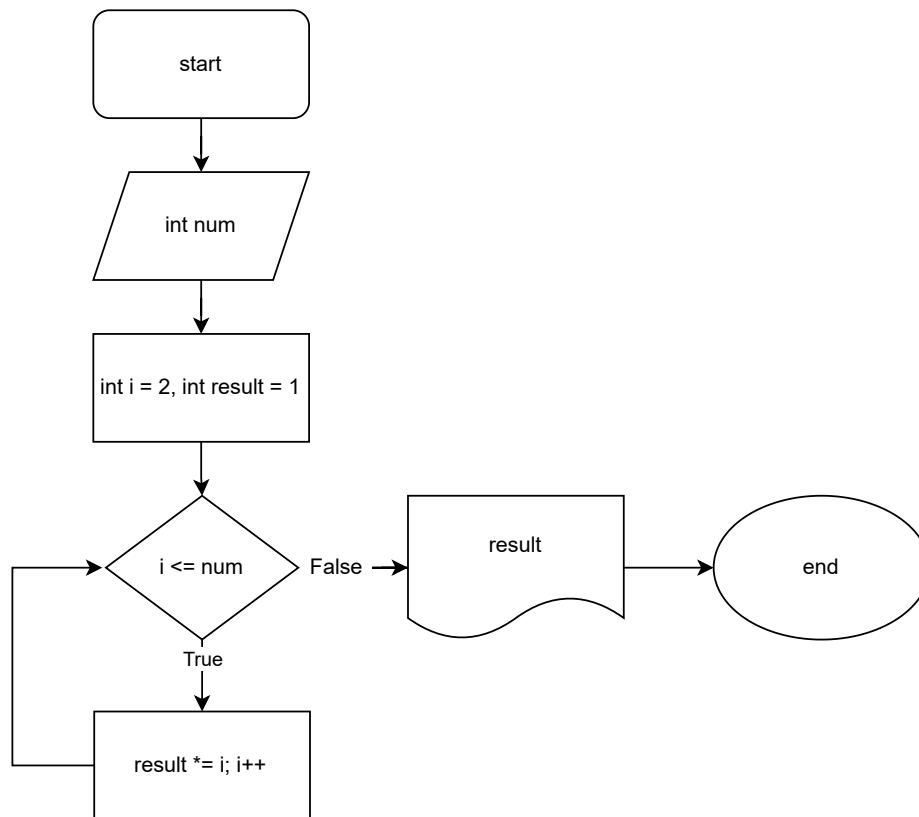 start
int num
int i = 2, int result = 1
i <= num
False
result
end
True
result *= i; i++